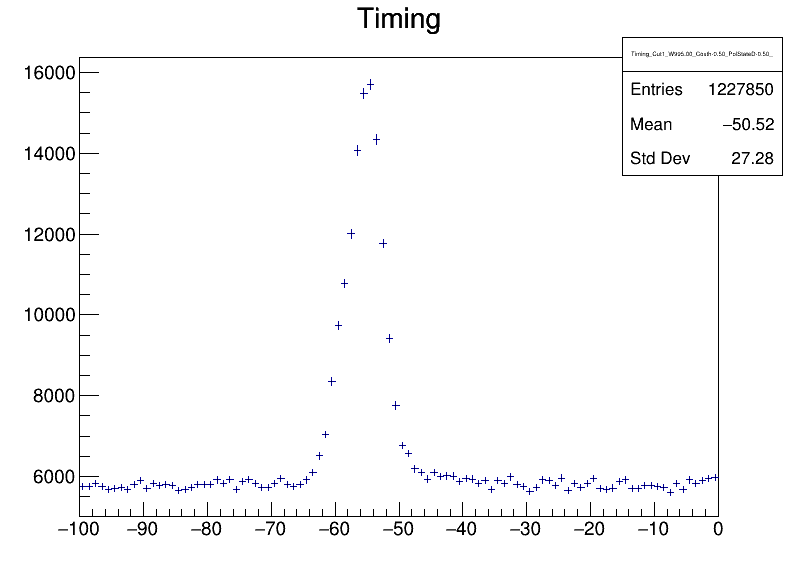 Timing
Timing_Cut1_W995.00_Costh-0.50_PolStateD-0.50_
Entries 1227850
Mean −50.52
Std Dev 27.28
16000
14000
12000
10000
8000
6000
−100 −90 −80 −70 −60 −50 −40 −30 −20 −10 0